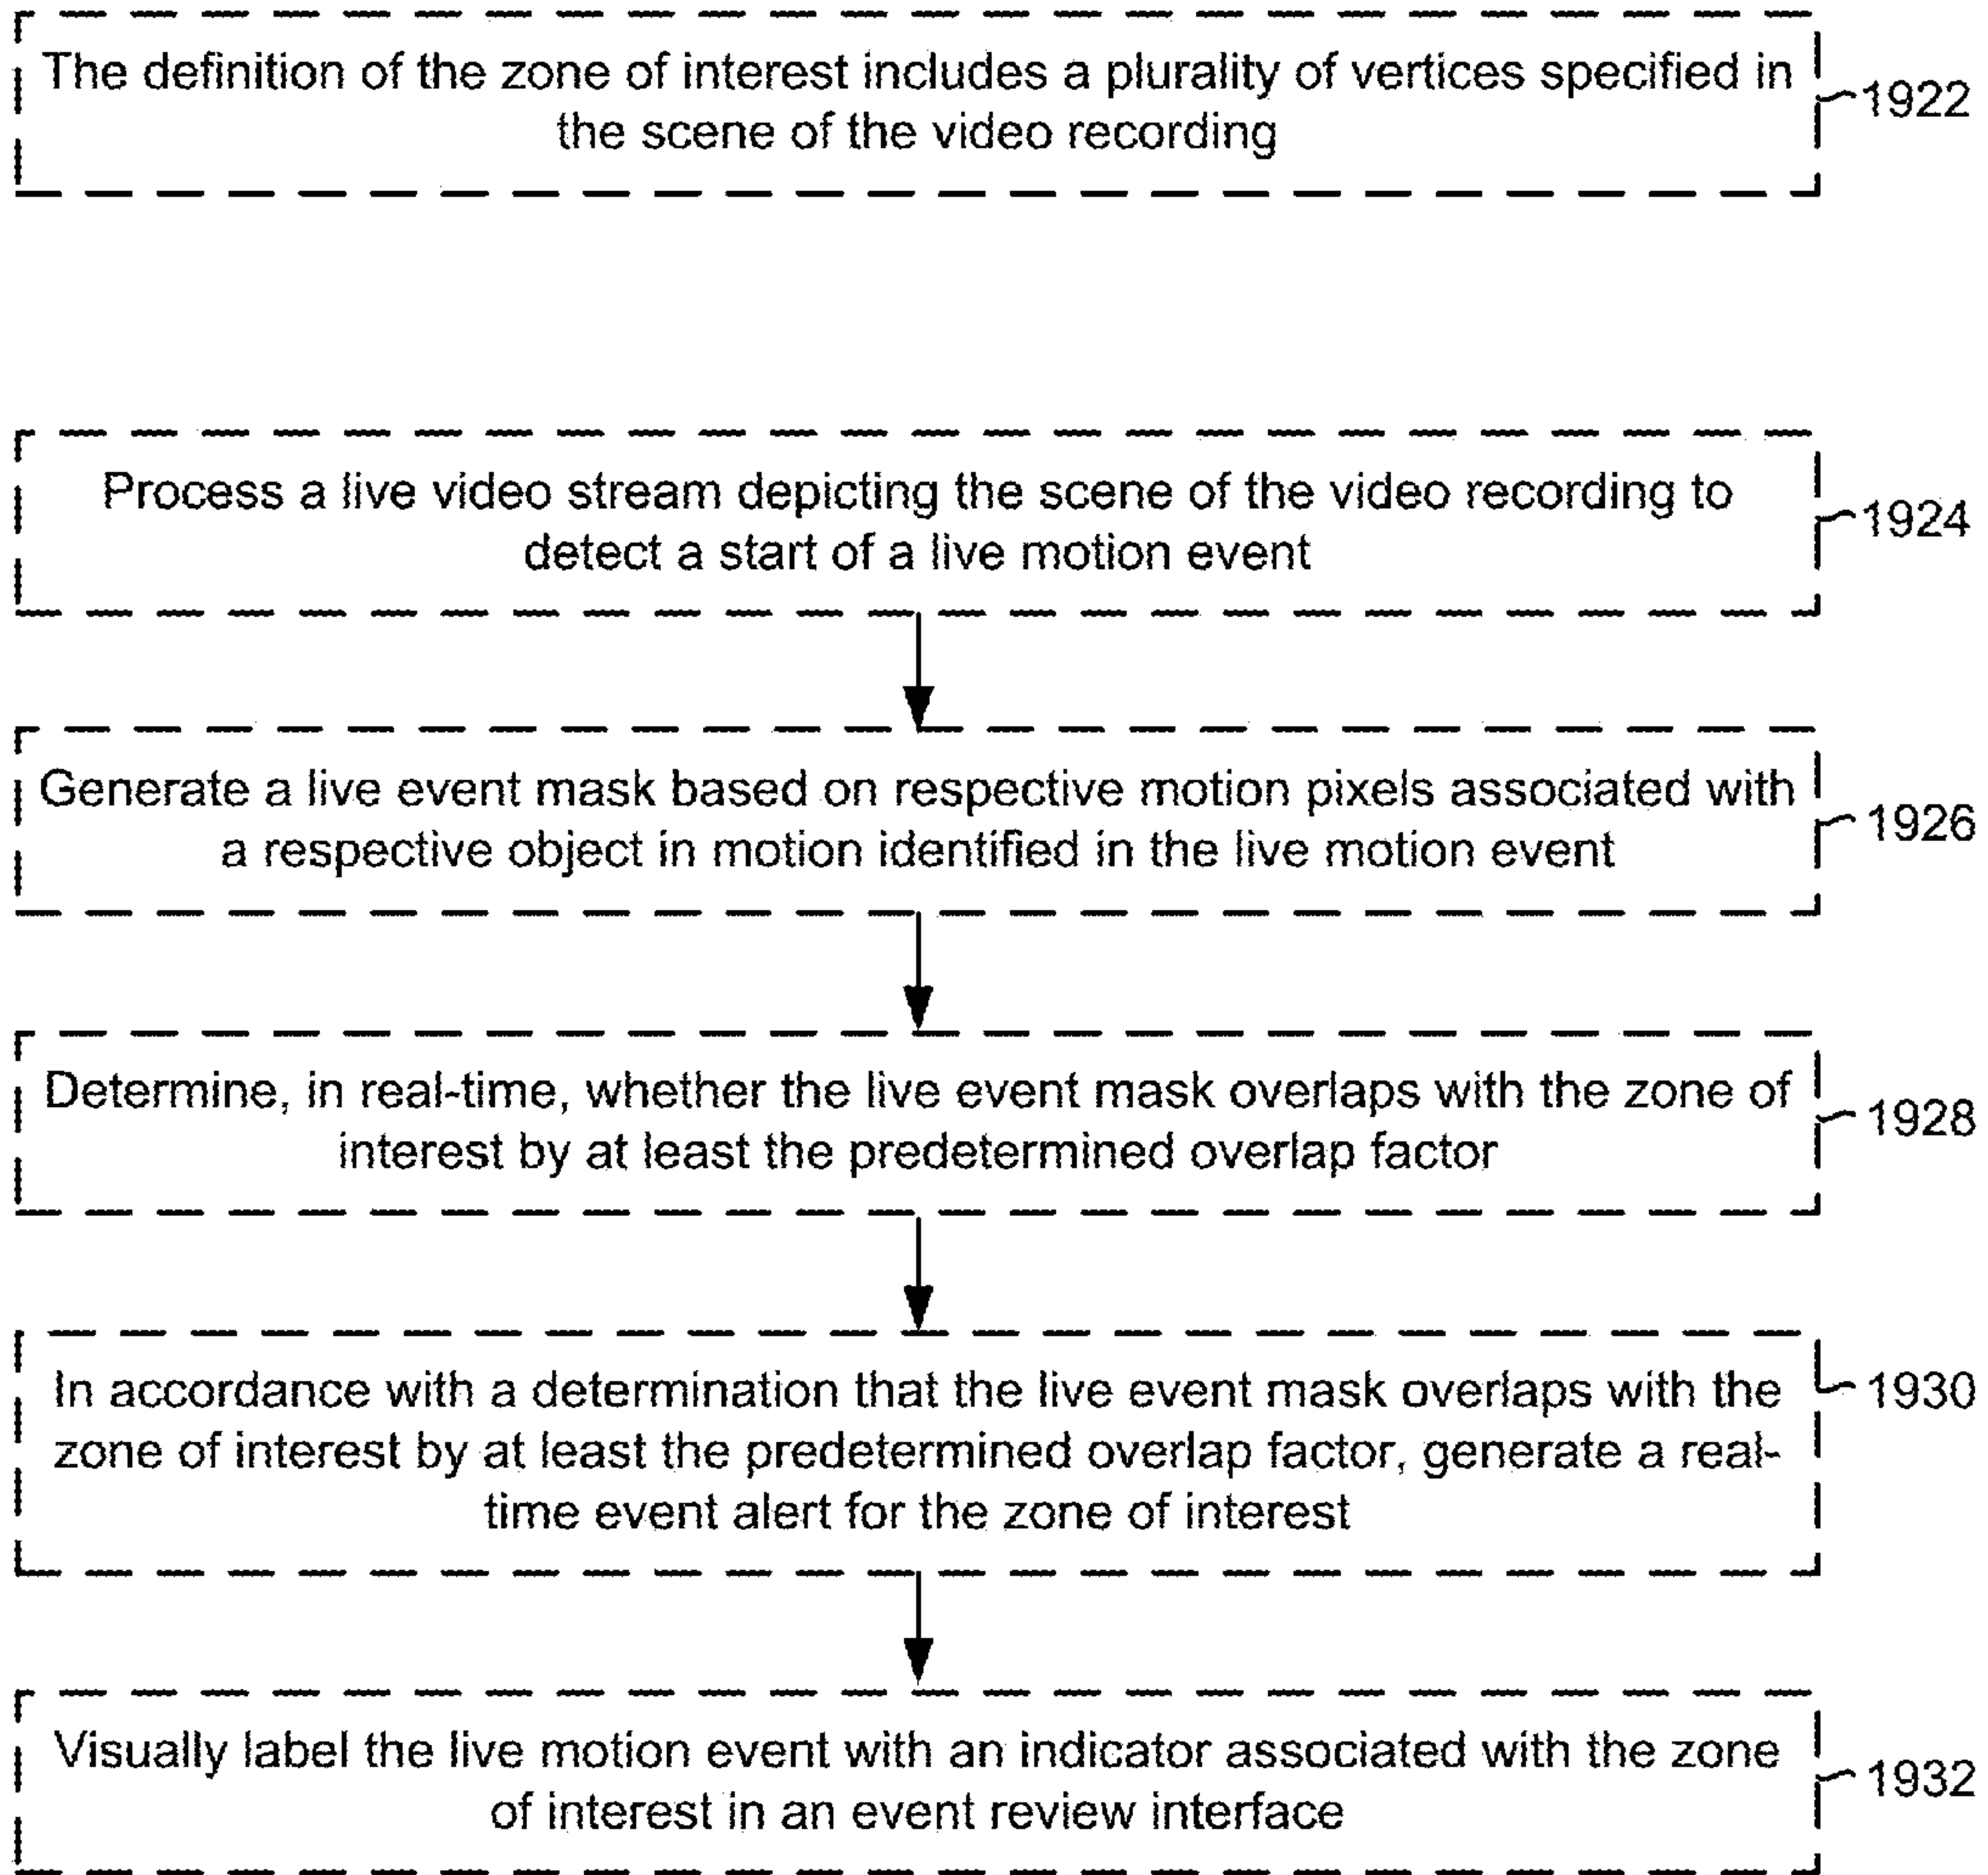 The definition of the zone of interest includes a plurality of vertices specified in
the scene of the video recording
1922
Process a live video stream depicting the scene of the video recording to
detect a start of a live motion event
1924
Generate a live event mask based on respective motion pixels associated with
a respective object in motion identified in the live motion event
1926
Determine, in real-time, whether the live event mask overlaps with the zone of
interest by at least the predetermined overlap factor
1928
In accordance with a determination that the live event mask overlaps with the
zone of interest by at least the predetermined overlap factor, generate a real-
time event alert for the zone of interest
1930
Visually label the live motion event with an indicator associated with the zone
of interest in an event review interface
1932